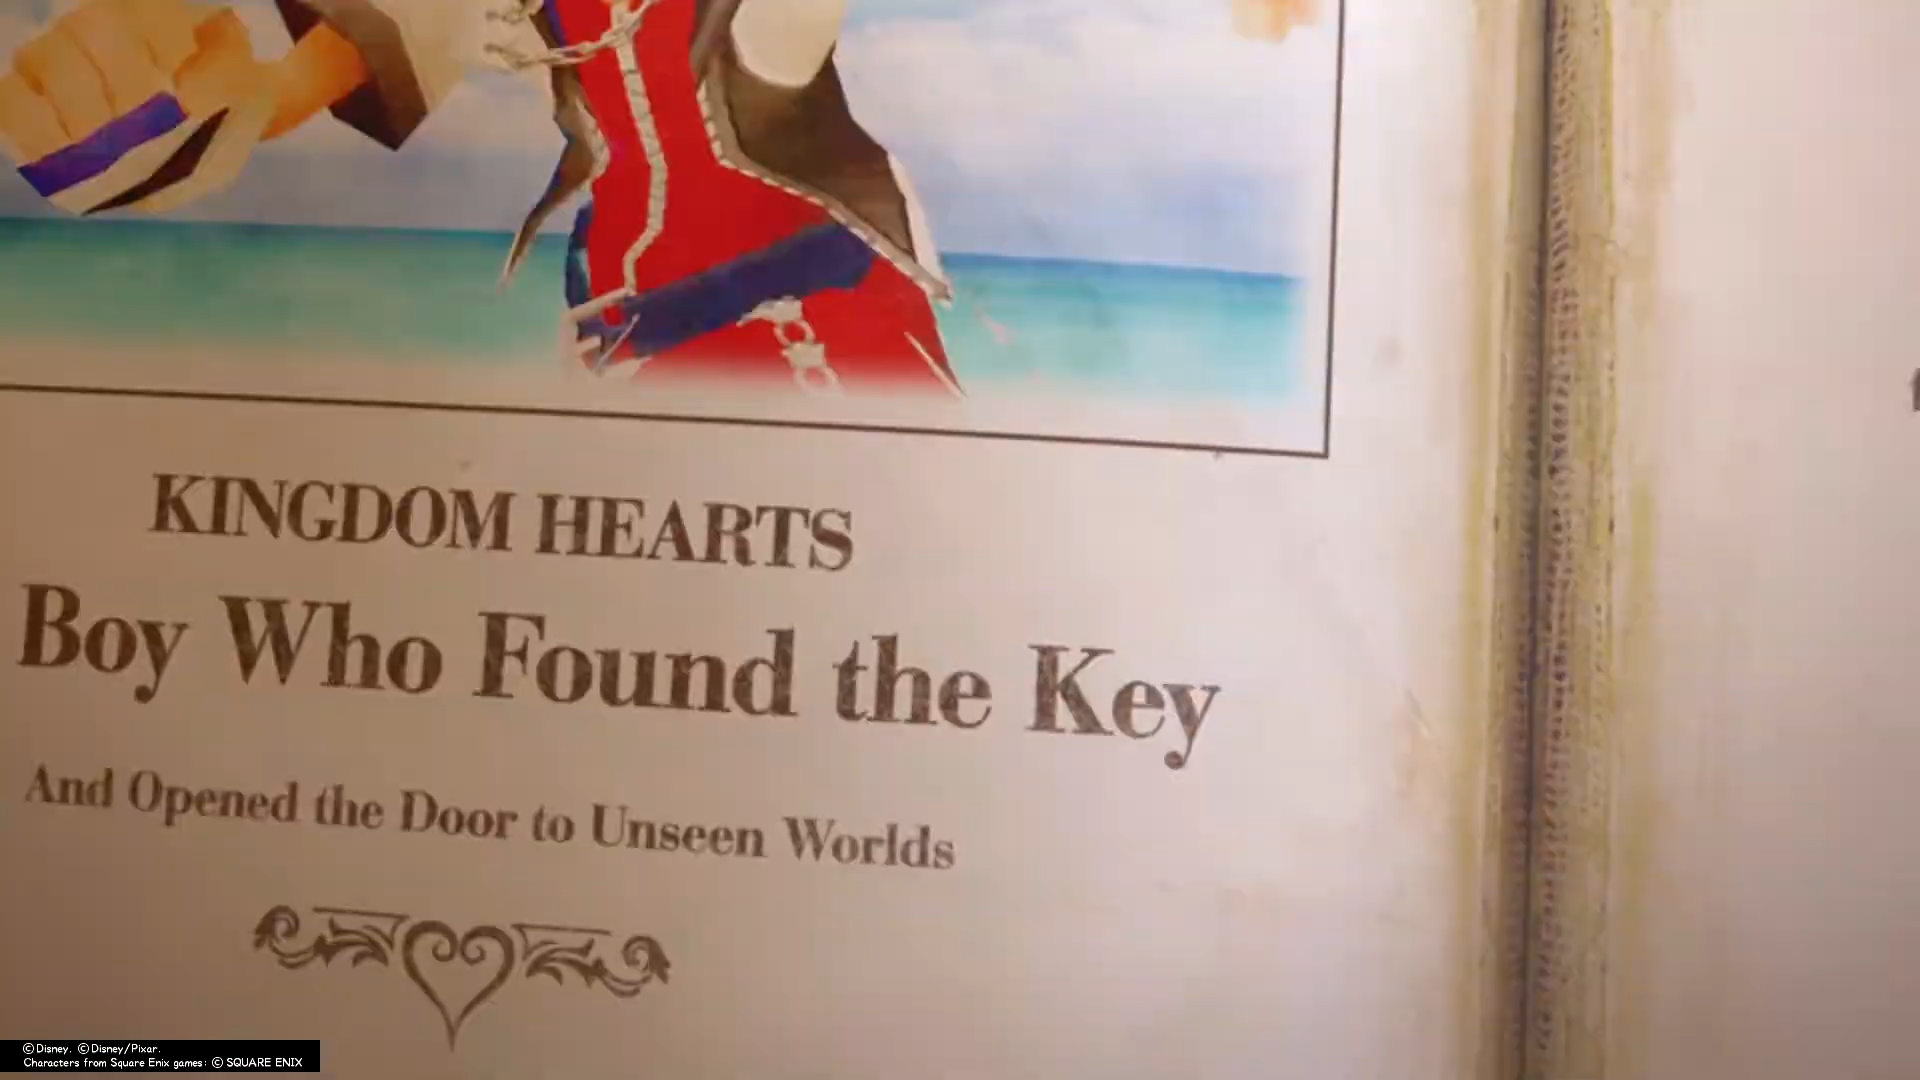 KINGDOM HEARTS
Boy Who Found the Key
And Opened the Door to Unseen Worlds
©Disney. ©Disney/Pixar.
Characters from Square Enix games: © SQUARE ENIX